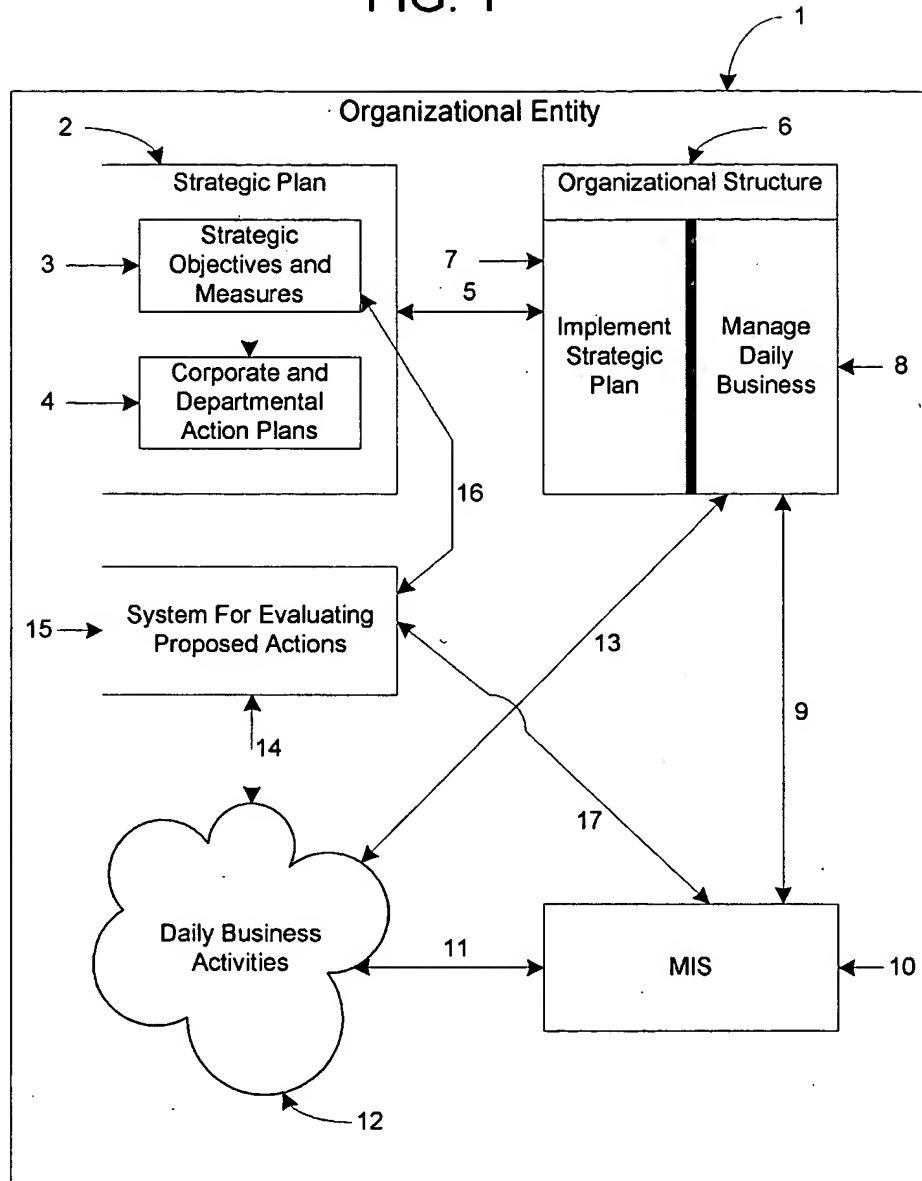 FIG. 1
1
Organizational Entity
2
6
Strategic Plan
Organizational Structure
Strategic
Objectives and
Measures
3
7
5
Implement
Strategic
Plan
Manage
Daily
Business
8
Corporate and
Departmental
Action Plans
4
16
System For Evaluating
Proposed Actions
15
13
9
14
17
Daily Business
Activities
11
MIS
10
12